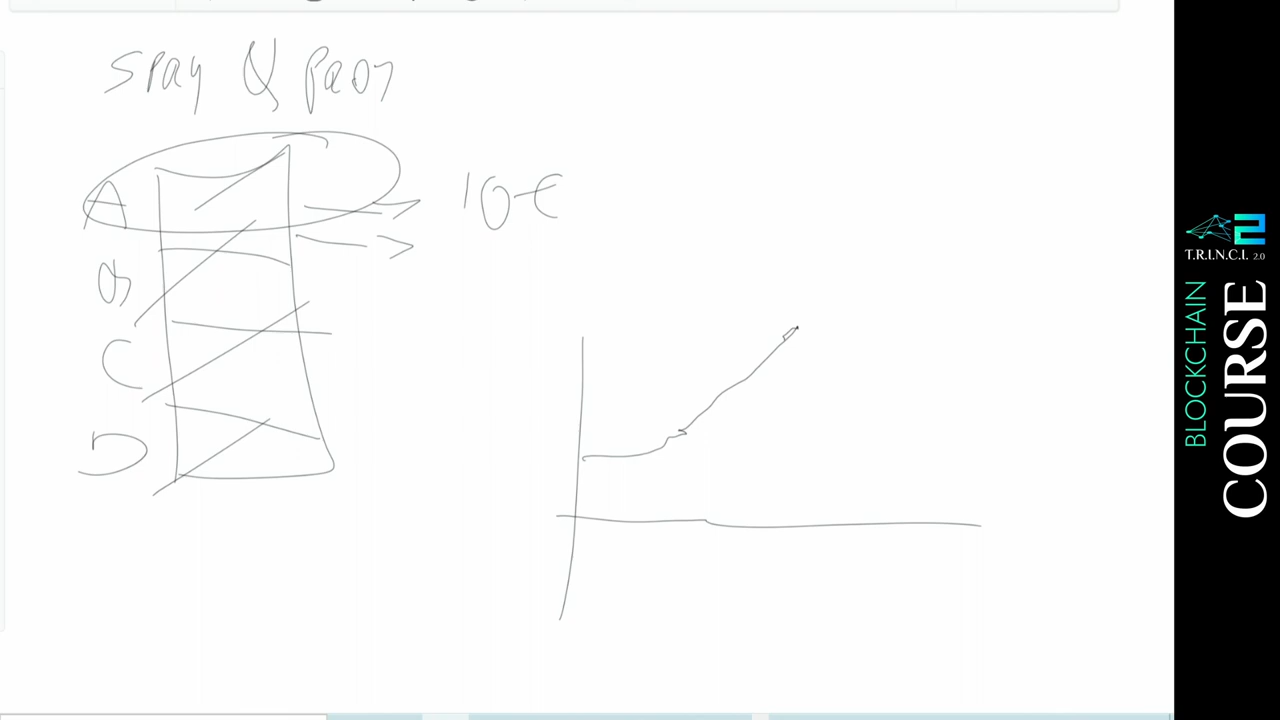 Spay & pray
A
10 €
B
C
D
T.R.I.N.C.I. 2.0
BLOCKCHAIN
COURSE